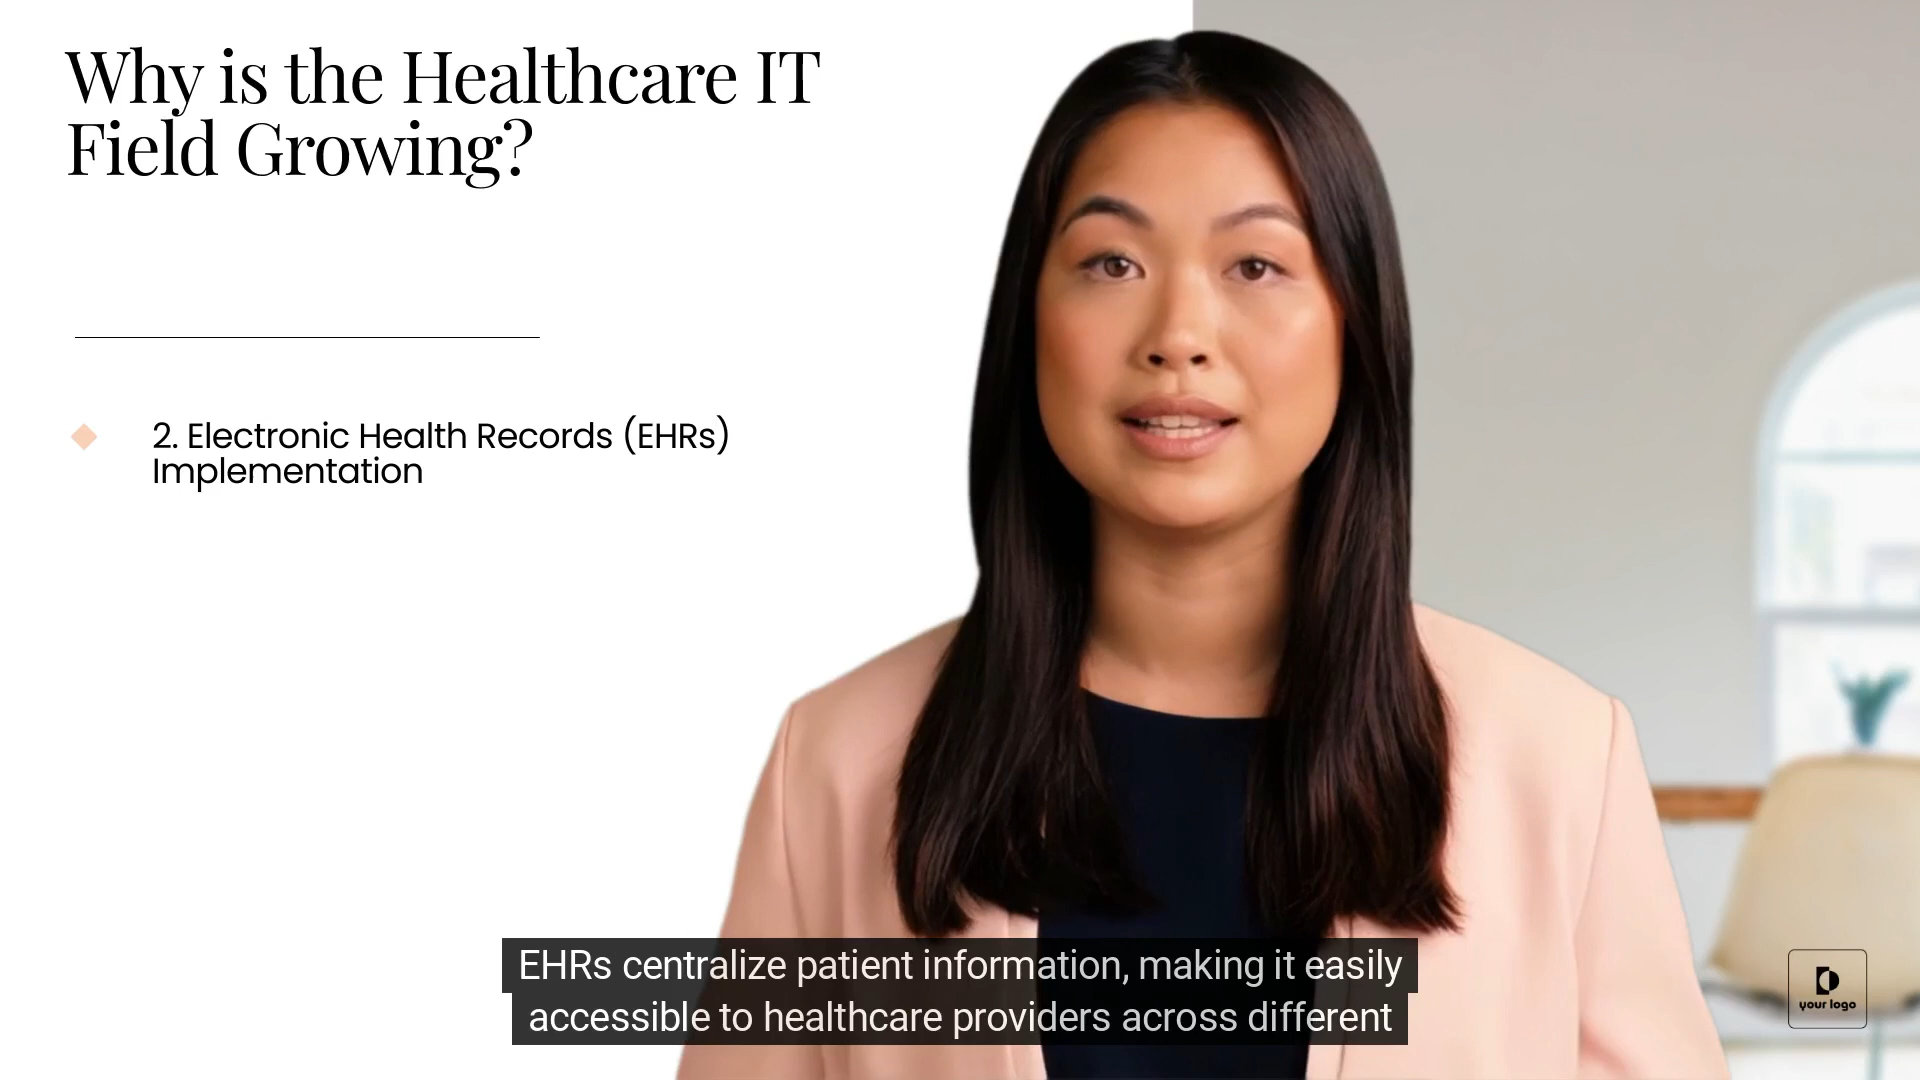 Why is the Healthcare IT
Field Growing?
2. Electronic Health Records (EHRs)
Implementation
EHRs centralize patient information, making it easily
accessible to healthcare providers across different
your logo